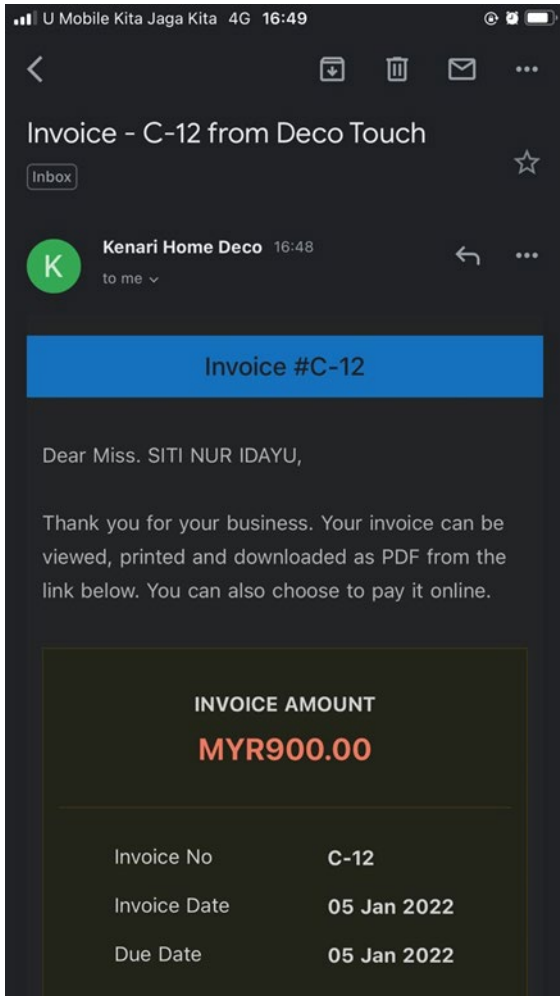 U Mobile Kita Jaga Kita 4G 16:49
Invoice - C-12 from Deco Touch
Inbox
K
Kenari Home Deco 16:48
to me
Invoice #C-12
Dear Miss. SITI NUR IDAYU,
Thank you for your business. Your invoice can be
viewed, printed and downloaded as PDF from the
link below. You can also choose to pay it online.
INVOICE AMOUNT
MYR900.00
Invoice No C-12
Invoice Date 05 Jan 2022
Due Date 05 Jan 2022